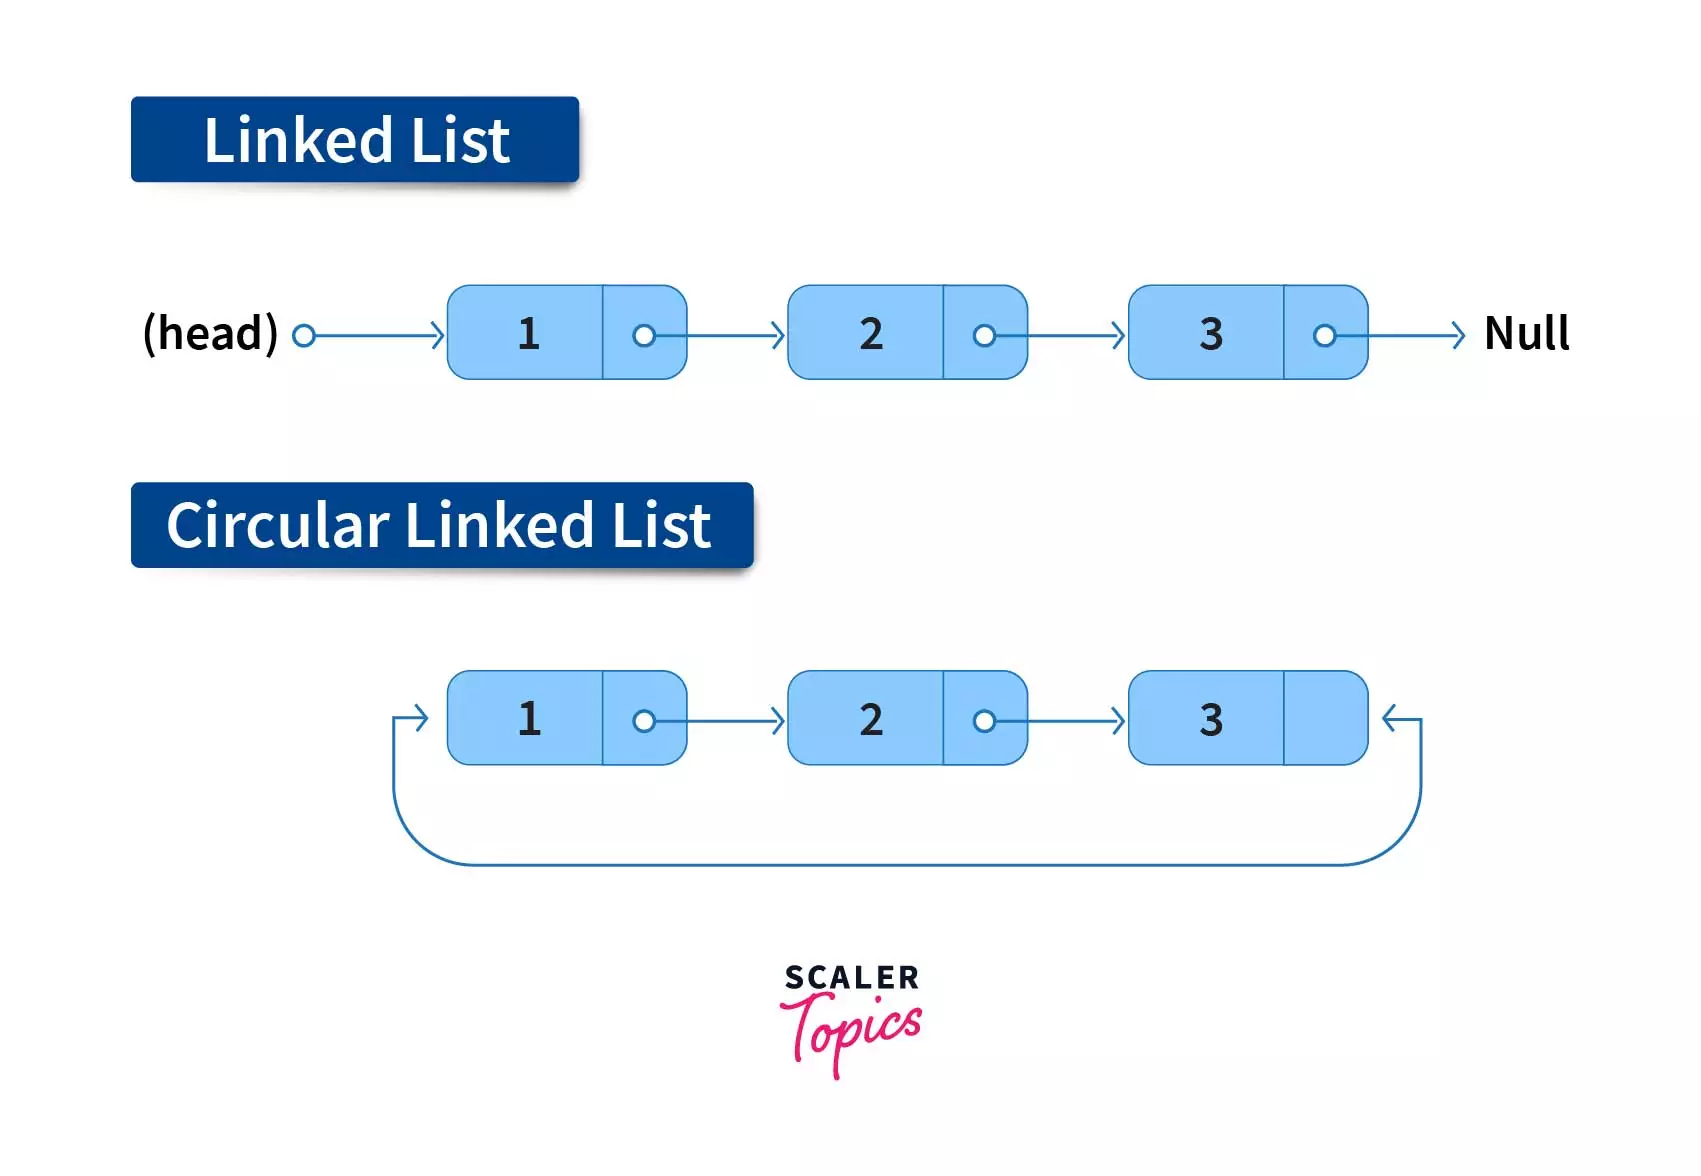 Linked List
(head) 1 2 3 Null
Circular Linked List
1 2 3
SCALER
Topics